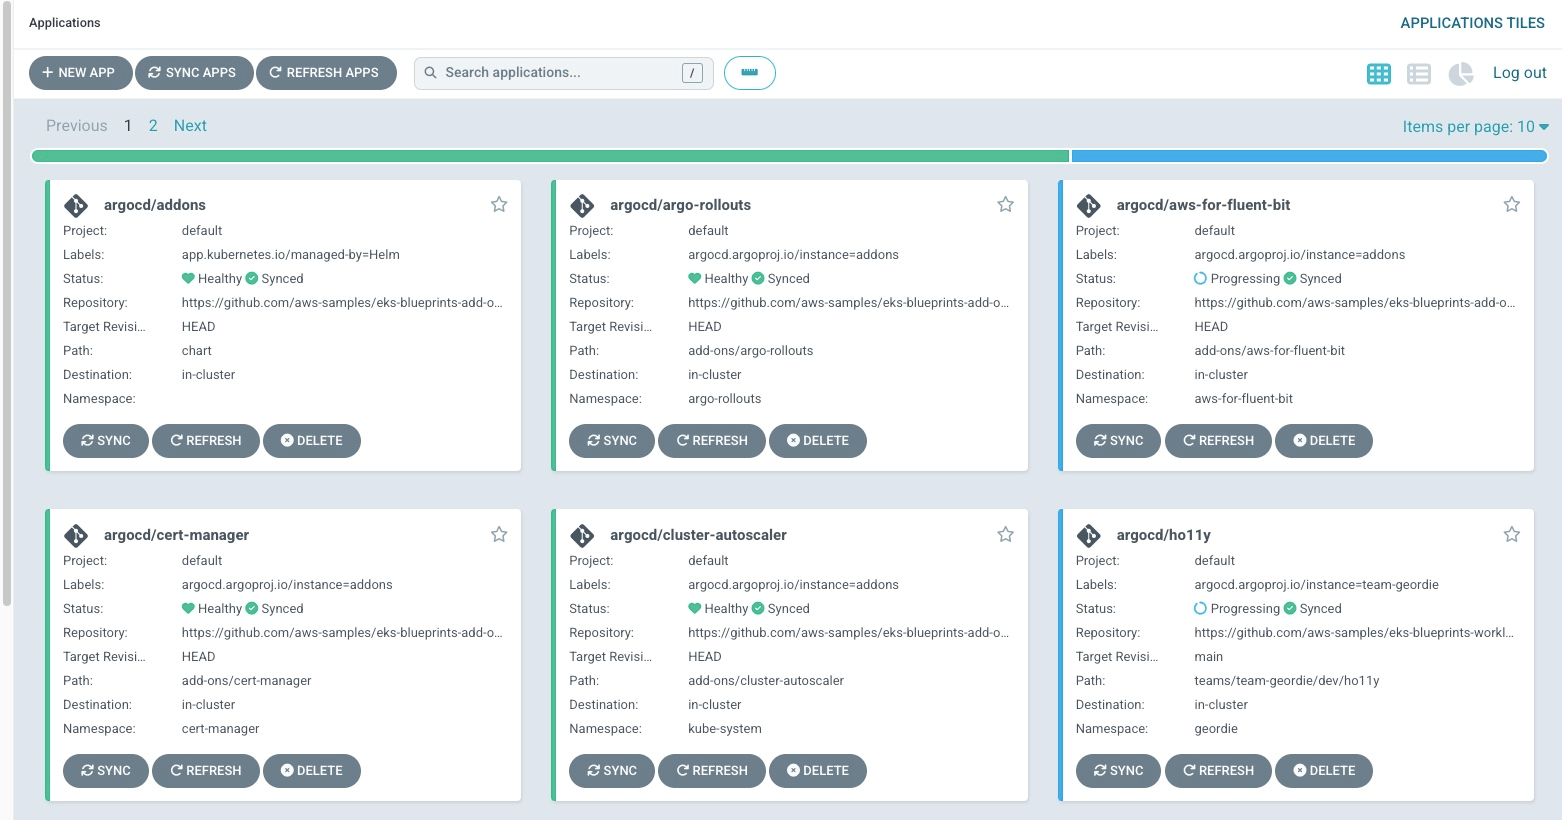 Applications
APPLICATIONS TILES
NEW APP SYNC APPS REFRESH APPS Search applications... / Log out
Previous 1 2 Next Items per page: 10
argocd/addons
Project: default
Labels: app.kubernetes.io/managed-by=Helm
Status: Healthy Synced
Repository: https://github.com/aws-samples/eks-blueprints-add-o...
Target Revisi... HEAD
Path: chart
Destination: in-cluster
Namespace:
SYNC REFRESH DELETE
argocd/argo-rollouts
Project: default
Labels: argocd.argoproj.io/instance=addons
Status: Healthy Synced
Repository: https://github.com/aws-samples/eks-blueprints-add-o...
Target Revisi... HEAD
Path: add-ons/argo-rollouts
Destination: in-cluster
Namespace: argo-rollouts
SYNC REFRESH DELETE
argocd/aws-for-fluent-bit
Project: default
Labels: argocd.argoproj.io/instance=addons
Status: Progressing Synced
Repository: https://github.com/aws-samples/eks-blueprints-add-o...
Target Revisi... HEAD
Path: add-ons/aws-for-fluent-bit
Destination: in-cluster
Namespace: aws-for-fluent-bit
SYNC REFRESH DELETE
argocd/cert-manager
Project: default
Labels: argocd.argoproj.io/instance=addons
Status: Healthy Synced
Repository: https://github.com/aws-samples/eks-blueprints-add-o...
Target Revisi... HEAD
Path: add-ons/cert-manager
Destination: in-cluster
Namespace: cert-manager
SYNC REFRESH DELETE
argocd/cluster-autoscaler
Project: default
Labels: argocd.argoproj.io/instance=addons
Status: Healthy Synced
Repository: https://github.com/aws-samples/eks-blueprints-add-o...
Target Revisi... HEAD
Path: add-ons/cluster-autoscaler
Destination: in-cluster
Namespace: kube-system
SYNC REFRESH DELETE
argocd/ho11y
Project: default
Labels: argocd.argoproj.io/instance=team-geordie
Status: Progressing Synced
Repository: https://github.com/aws-samples/eks-blueprints-workl...
Target Revisi... main
Path: teams/team-geordie/dev/ho11y
Destination: in-cluster
Namespace: geordie
SYNC REFRESH DELETE